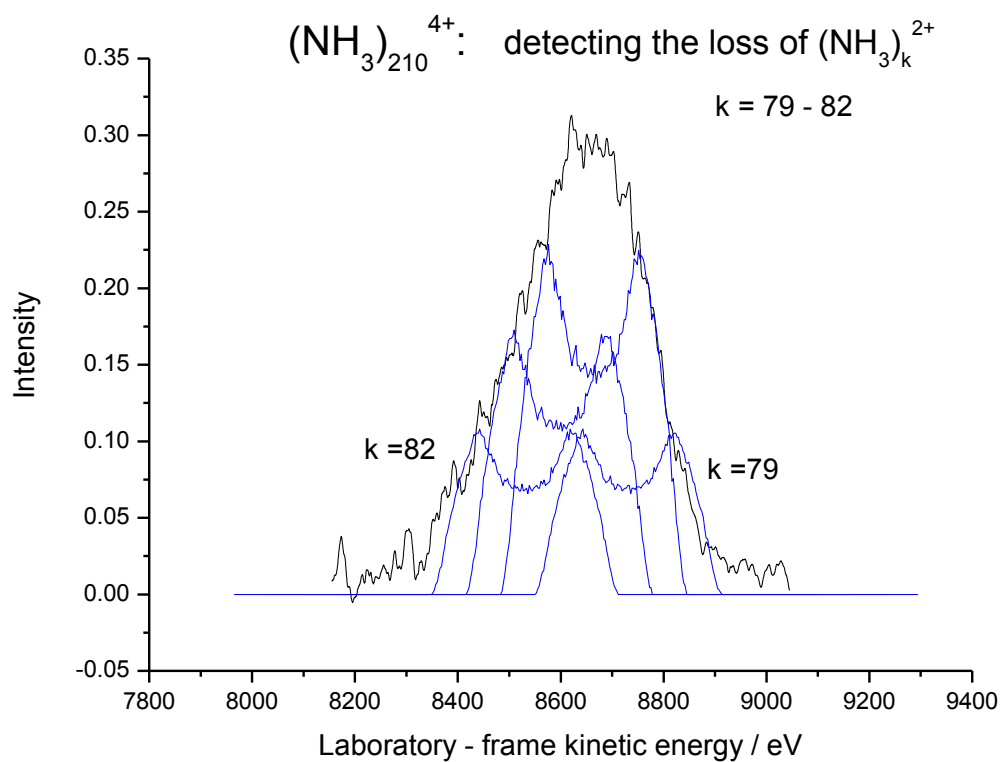 (NH3)210 4+: detecting the loss of (NH3)k 2+
k = 79 - 82
0.35
0.30
0.25
0.20
0.15
0.10
0.05
0.00
-0.05
Intensity
k =82
k =79
7800 8000 8200 8400 8600 8800 9000 9200 9400
Laboratory - frame kinetic energy / eV